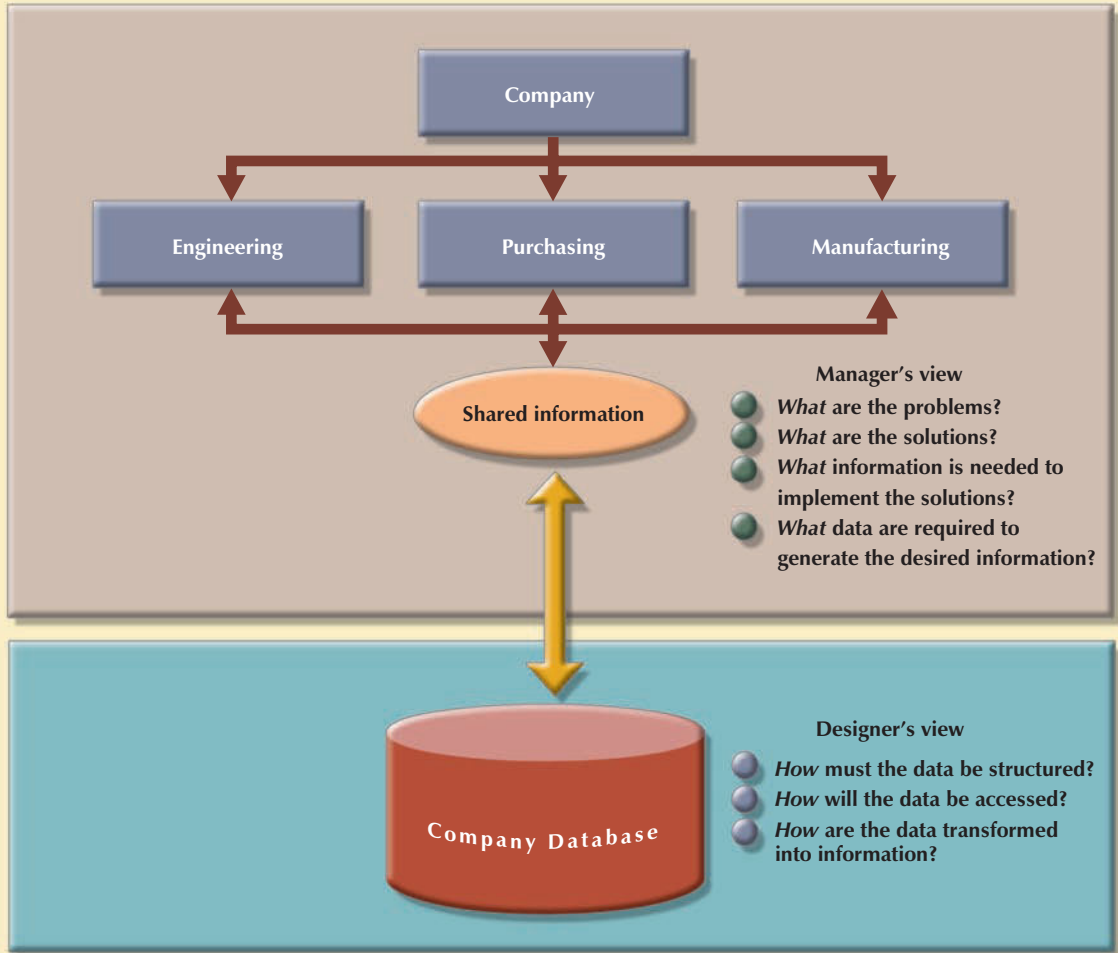 Company
Engineering
Purchasing
Manufacturing
Shared information
Manager's view
What are the problems?
What are the solutions?
What information is needed to
implement the solutions?
What data are required to
generate the desired information?
Company Database
Designer's view
How must the data be structured?
How will the data be accessed?
How are the data transformed
into information?